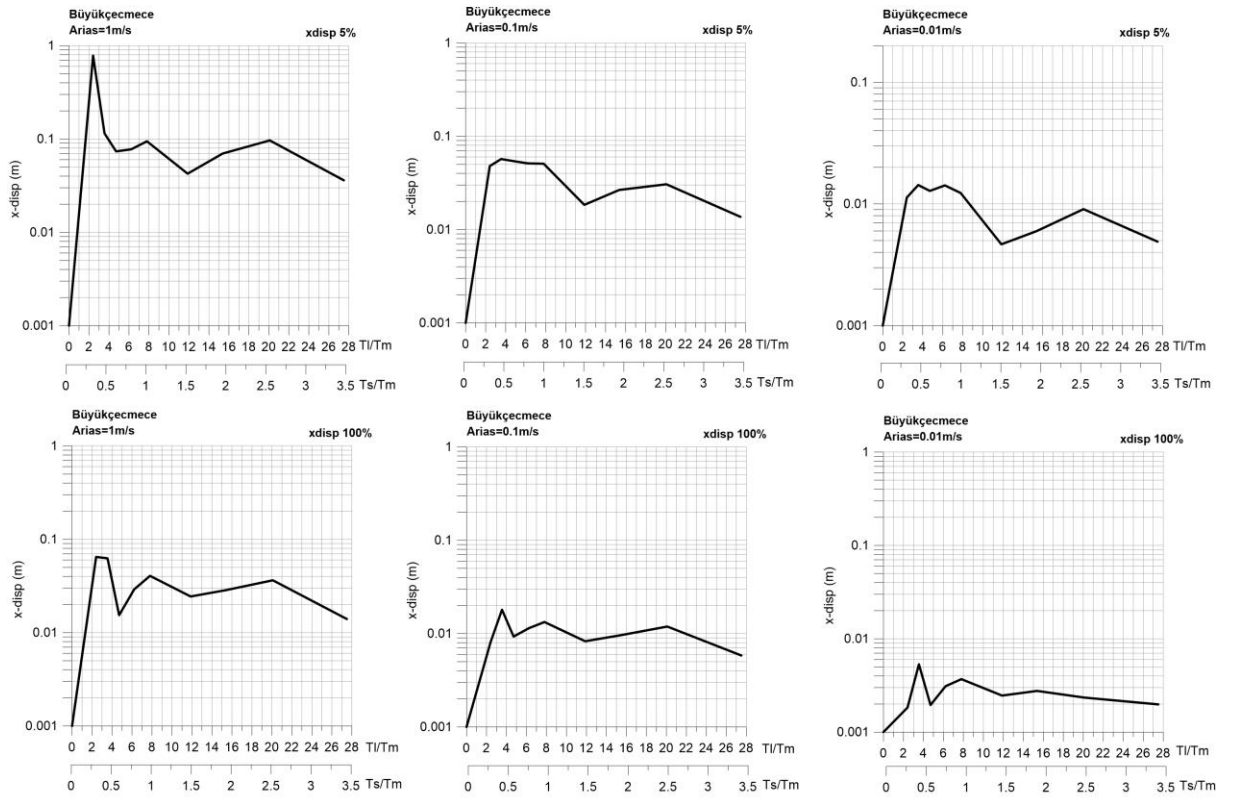 Büyükçecmece
Arias=1m/s
xdisp 5%
1
0.1
0.01
0.001
x-disp (m)
0 2 4 6 8 10 12 14 16 18 20 22 24 26 28 Tl/Tm
0 0.5 1 1.5 2 2.5 3 3.5 Ts/Tm
Büyükçecmece
Arias=0.1m/s
xdisp 5%
1
0.1
0.01
0.001
x-disp (m)
0 2 4 6 8 10 12 14 16 18 20 22 24 26 28 Tl/Tm
0 0.5 1 1.5 2 2.5 3 3.5 Ts/Tm
Büyükçecmece
Arias=0.01m/s
xdisp 5%
0.1
0.01
0.001
x-disp (m)
0 2 4 6 8 10 12 14 16 18 20 22 24 26 28 Tl/Tm
0 0.5 1 1.5 2 2.5 3 3.5 Ts/Tm
Büyükçecmece
Arias=1m/s
xdisp 100%
1
0.1
0.01
0.001
x-disp (m)
0 2 4 6 8 10 12 14 16 18 20 22 24 26 28 Tl/Tm
0 0.5 1 1.5 2 2.5 3 3.5 Ts/Tm
Büyükçecmece
Arias=0.1m/s
xdisp 100%
1
0.1
0.01
0.001
x-disp (m)
0 2 4 6 8 10 12 14 16 18 20 22 24 26 28 Tl/Tm
0 0.5 1 1.5 2 2.5 3 3.5 Ts/Tm
Büyükçecmece
Arias=0.01m/s
xdisp 100%
1
0.1
0.01
0.001
x-disp (m)
0 2 4 6 8 10 12 14 16 18 20 22 24 26 28 Tl/Tm
0 0.5 1 1.5 2 2.5 3 3.5 Ts/Tm